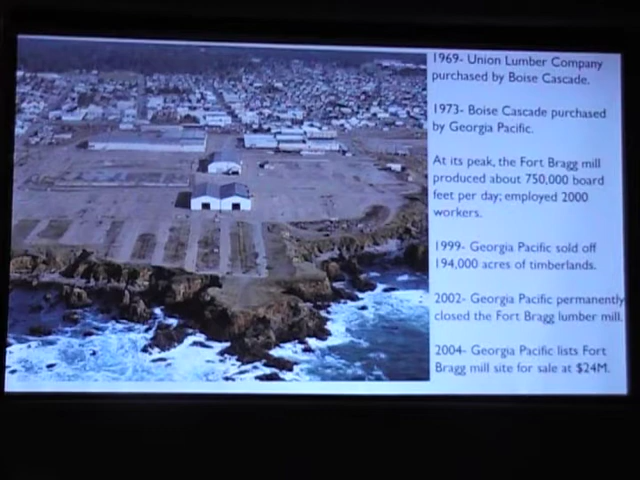 1969- Union Lumber Company
purchased by Boise Cascade.
1973- Boise Cascade purchased
by Georgia Pacific.
At its peak, the Fort Bragg mill
produced about 750,000 board
feet per day; employed 2000
workers.
1999- Georgia Pacific sold off
194,000 acres of timberlands.
2002- Georgia Pacific permanently
closed the Fort Bragg lumber mill.
2004- Georgia Pacific lists Fort
Bragg mill site for sale at $24M.